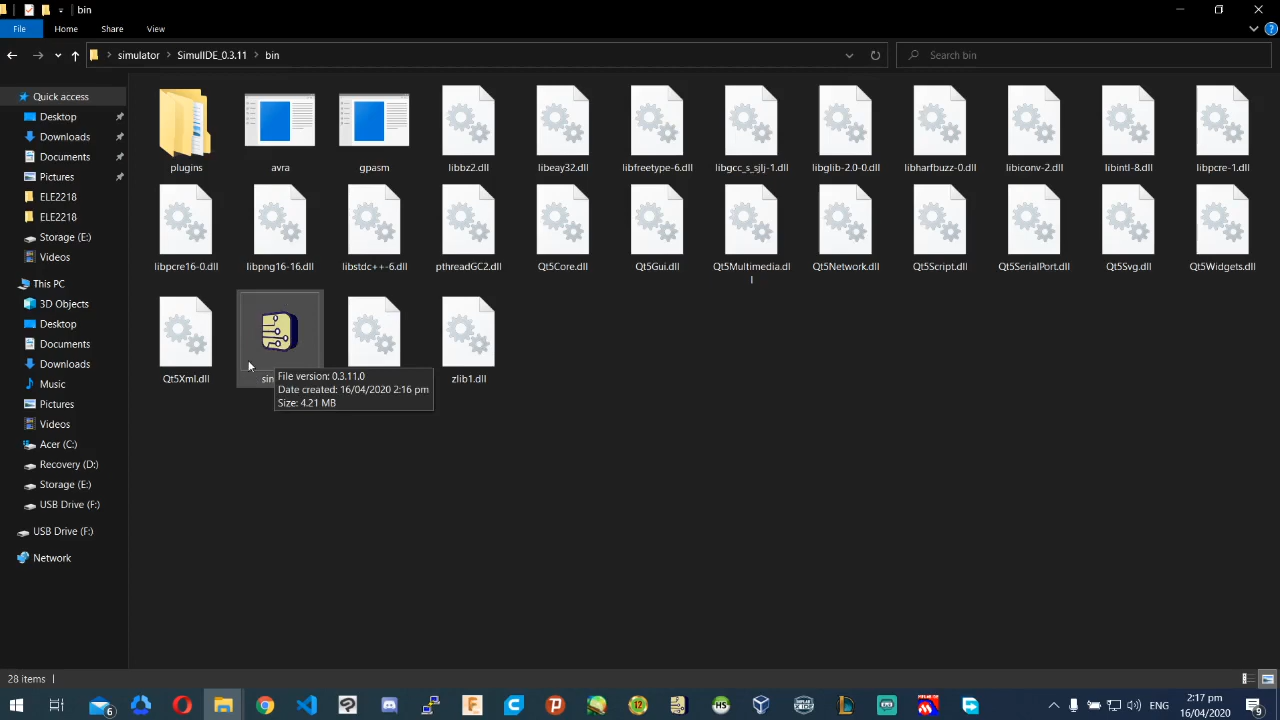 bin
File
Home
Share
View
simulator
SimulIDE_0.3.11
bin
Search bin
Quick access
Desktop
Downloads
Documents
Pictures
ELE2218
ELE2218
Storage (E:)
Videos
This PC
3D Objects
Desktop
Documents
Downloads
Music
Pictures
Videos
Acer (C:)
Recovery (D:)
Storage (E:)
USB Drive (F:)
USB Drive (F:)
Network
plugins
avra
gpasm
libbz2.dll
libeay32.dll
libfreetype-6.dll
libgcc_s_sjlj-1.dll
libglib-2.0-0.dll
libharfbuzz-0.dll
libiconv-2.dll
libintl-8.dll
libpcre-1.dll
libpcre16-0.dll
libpng16-16.dll
libstdc++-6.dll
pthreadGC2.dll
Qt5Core.dll
Qt5Gui.dll
Qt5Multimedia.dl
l
Qt5Network.dll
Qt5Script.dll
Qt5SerialPort.dll
Qt5Svg.dll
Qt5Widgets.dll
Qt5Xml.dll
zlib1.dll
File version: 0.3.11.0
Date created: 16/04/2020 2:16 pm
Size: 4.21 MB
28 items
6
12
HS
ENG
2:17 pm
16/04/2020
9